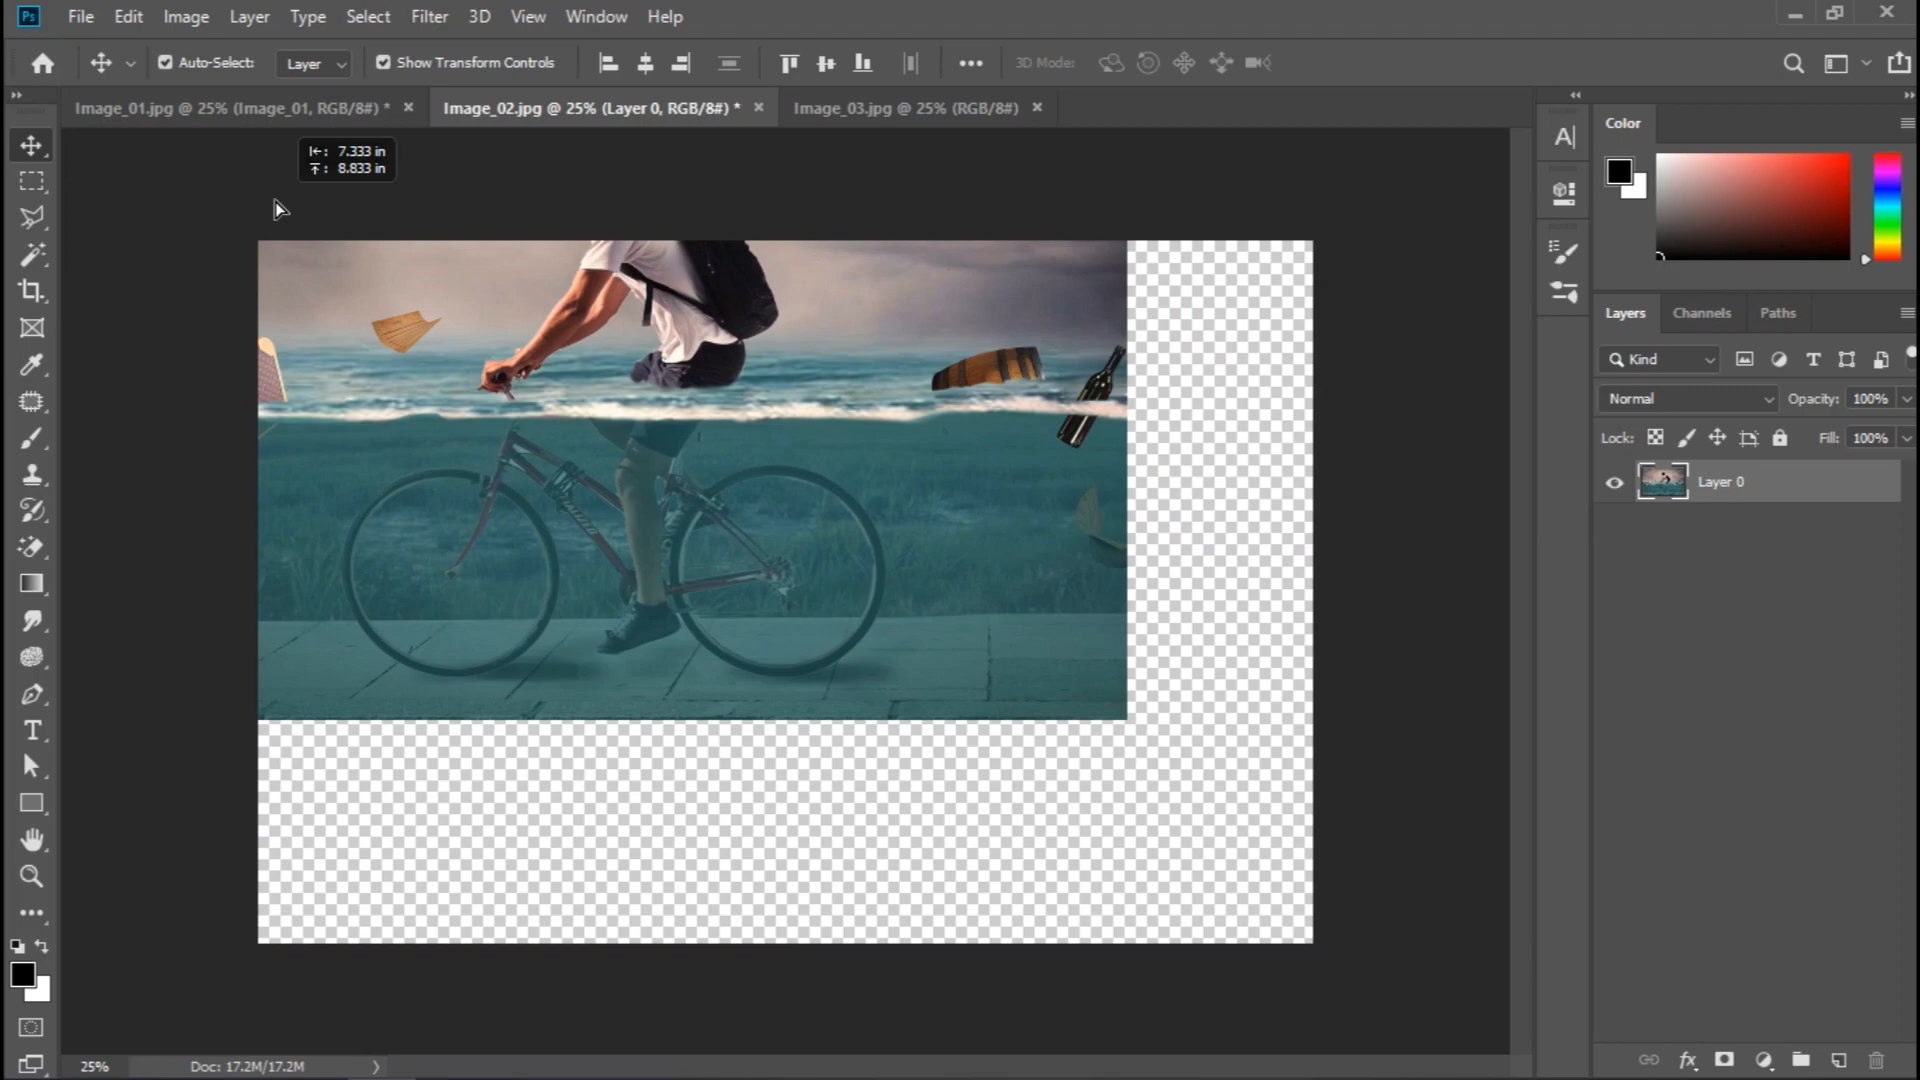 Ps File Edit Image Layer Type Select Filter 3D View Window Help
Auto-Select: Layer Show Transform Controls 3D Mode:
Image_01.jpg @ 25% (Image_01, RGB/8#) * Image_02.jpg @ 25% (Layer 0, RGB/8#) * Image_03.jpg @ 25% (RGB/8#)
Color
7.333 in
8.833 in
Layers Channels Paths
Kind
Normal Opacity: 100%
Lock: Fill: 100%
Layer 0
25% Doc: 17.2M/17.2M